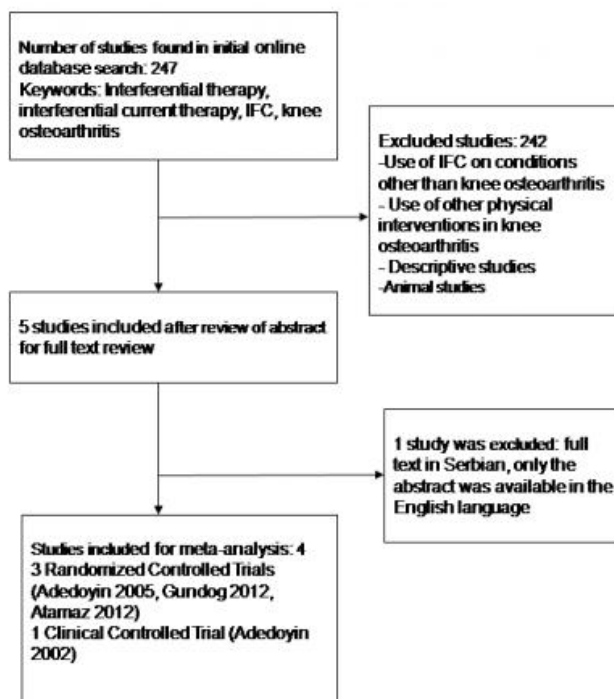 Number of studies found in initial online
database search: 247
Keywords: Interferential therapy,
interferential current therapy, IFC, knee
osteoarthritis
Excluded studies: 242
-Use of IFC on conditions
other than knee osteoarthritis
- Use of other physical
interventions in knee
osteoarthritis
- Descriptive studies
-Animal studies
5 studies included after review of abstract
for full text review
1 study was excluded: full
text in Serbian, only the
abstract was available in the
English language
Studies included for meta-analysis: 4
3 Randomized Controlled Trials
(Adedoyin 2005, Gundog 2012,
Atamaz 2012)
1 Clinical Controlled Trial (Adedoyin
2002)